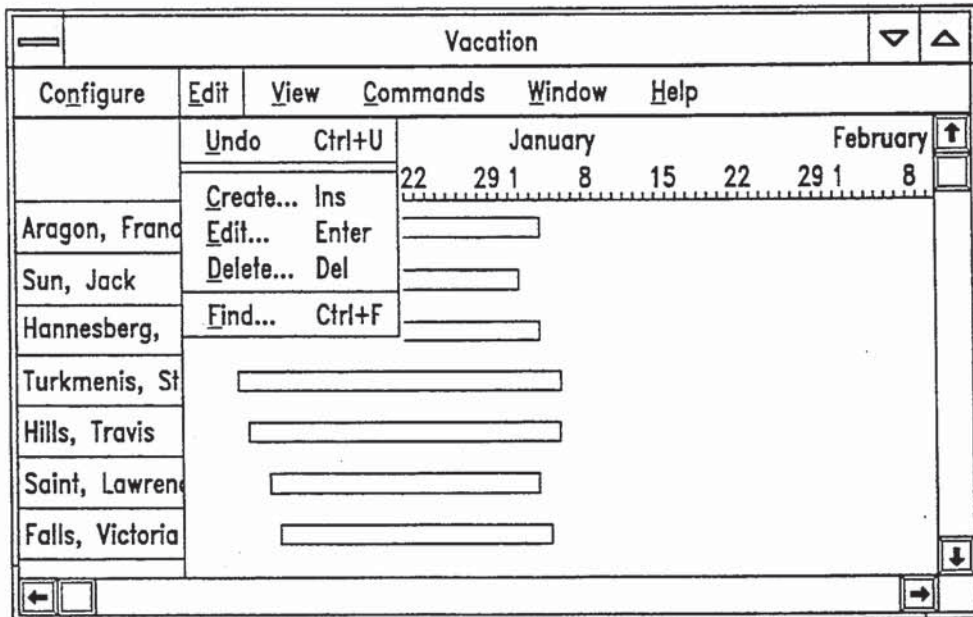 Vacation
Configure Edit View Commands Window Help
Undo Ctrl+U
January February
22 29 1 8 15 22 29 1 8
Create... Ins
Edit... Enter
Delete... Del
Find... Ctrl+F
Aragon, Franc
Sun, Jack
Hannesberg,
Turkmenis, St
Hills, Travis
Saint, Lawrenc
Falls, Victoria